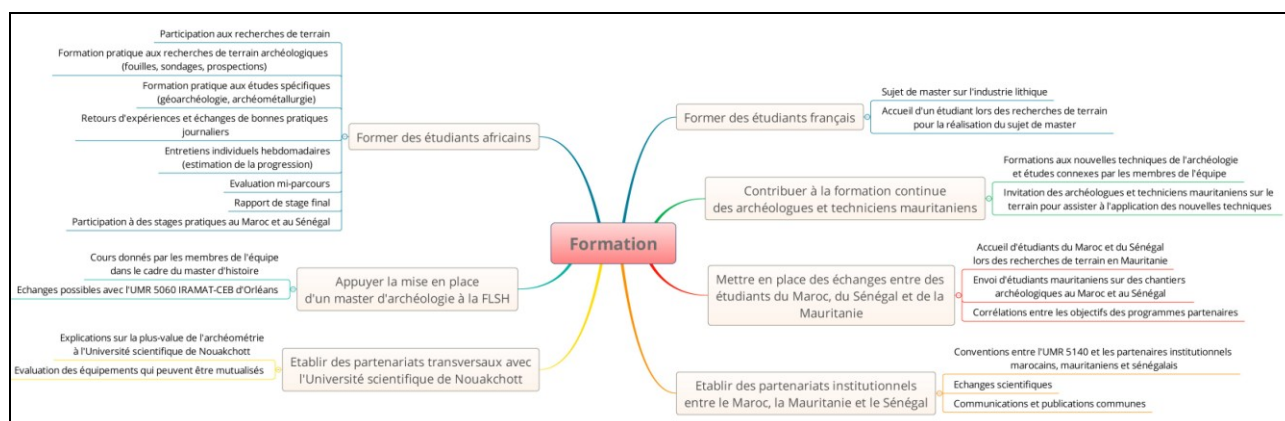 Formation
Former des étudiants français
Sujet de master sur l'industrie lithique
Accueil d'un étudiant lors des recherches de terrain
pour la réalisation du sujet de master
Contribuer à la formation continue
des archéologues et techniciens mauritaniens
Formations aux nouvelles techniques de l'archéologie
et études connexes par les membres de l'équipe
Invitation des archéologues et techniciens mauritaniens sur le
terrain pour assister à l'application des nouvelles techniques
Mettre en place des échanges entre des
étudiants du Maroc, du Sénégal et de la
Mauritanie
Accueil d'étudiants du Maroc et du Sénégal
lors des recherches de terrain en Mauritanie
Envoi d'étudiants mauritaniens sur des chantiers
archéologiques au Maroc et au Sénégal
Corrélations entre les objectifs des programmes partenaires
Etablir des partenariats institutionnels
entre le Maroc, la Mauritanie et le Sénégal
Conventions entre l'UMR 5140 et les partenaires institutionnels
marocains, mauritaniens et sénégalais
Echanges scientifiques
Communications et publications communes
Former des étudiants africains
Participation aux recherches de terrain
Formation pratique aux recherches de terrain archéologiques
(fouilles, sondages, prospections)
Formation pratique aux études spécifiques
(géoarchéologie, archéométallurgie)
Retours d'expériences et échanges de bonnes pratiques
journaliers
Entretiens individuels hebdomadaires
(estimation de la progression)
Evaluation mi-parcours
Rapport de stage final
Participation à des stages pratiques au Maroc et au Sénégal
Appuyer la mise en place
d'un master d'archéologie à la FLSH
Cours donnés par les membres de l'équipe
dans le cadre du master d'histoire
Echanges possibles avec l'UMR 5060 IRAMAT-CEB d'Orléans
Etablir des partenariats transversaux avec
l'Université scientifique de Nouakchott
Explications sur la plus-value de l'archéométrie
à l'Université scientifique de Nouakchott
Evaluation des équipements qui peuvent être mutualisés